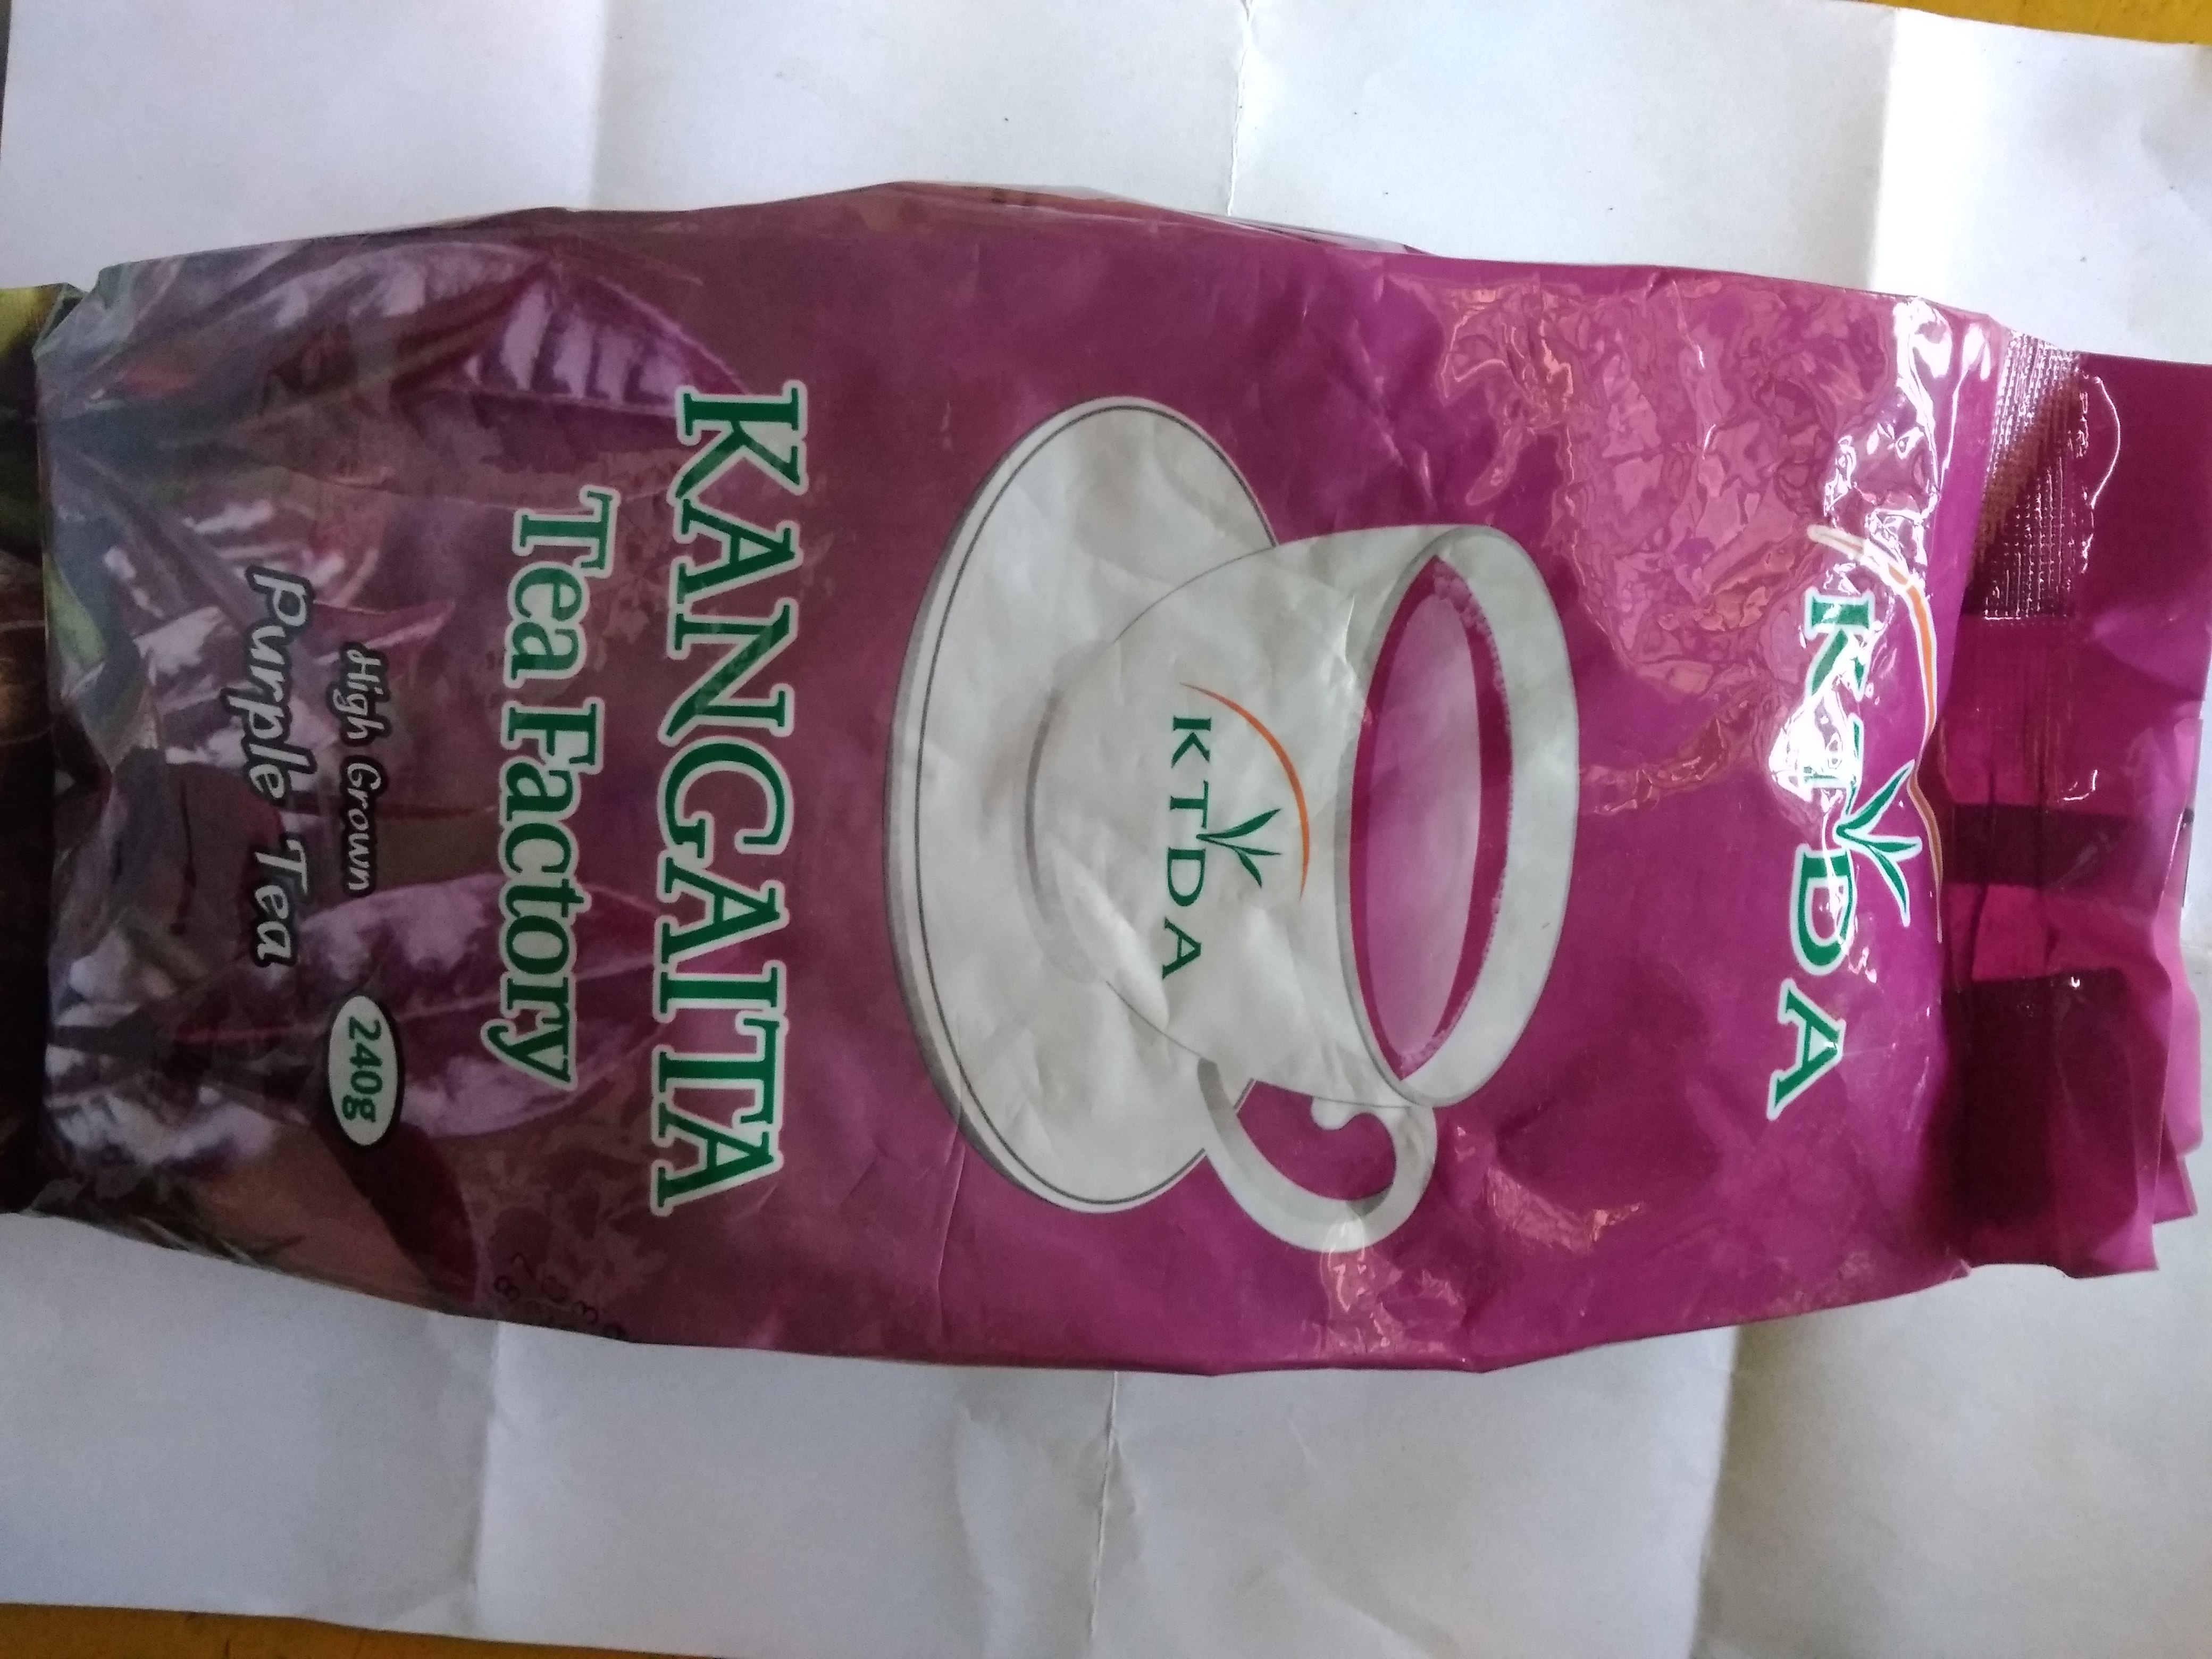 KTDA
KTDA
KANGAITA
Tea Factory
High Grown
Purple Tea
240g